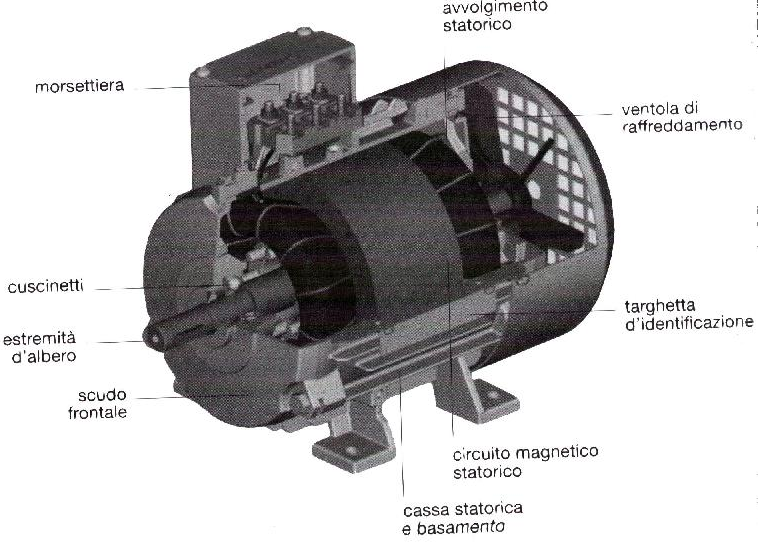 avvolgimento
statorico
morsettiera
ventola di
raffreddamento
cuscinetti
targhetta
d'identificazione
estremità
d'albero
scudo
frontale
circuito magnetico
statorico
cassa statorica
e basamento